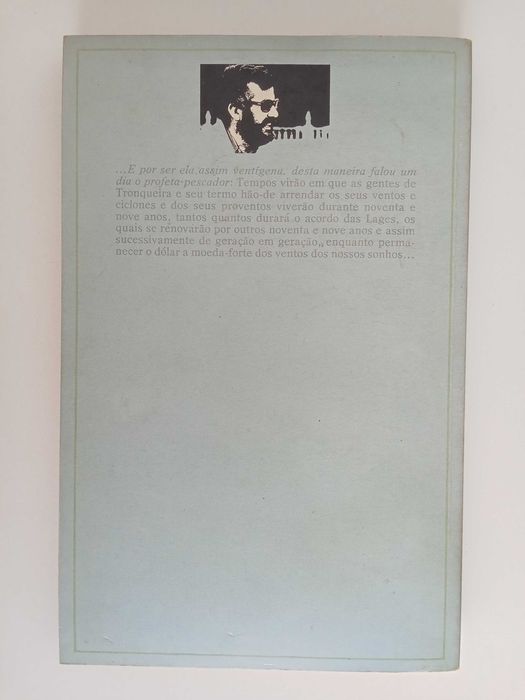 ...E por ser ela assim ventígena, desta maneira falou um
dia o profeta-pescador: Tempos virão em que as gentes de
Tronqueira e seu termo hão-de arrendar os seus ventos e
ciclones e dos seus proventos viverão durante noventa e
nove anos, tantos quantos durará o acordo das Lages, os
quais se renovarão por outros noventa e nove anos e assim
sucessivamente de geração em geração,, enquanto perma-
necer o dólar a moeda-forte dos ventos dos nossos sonhos...